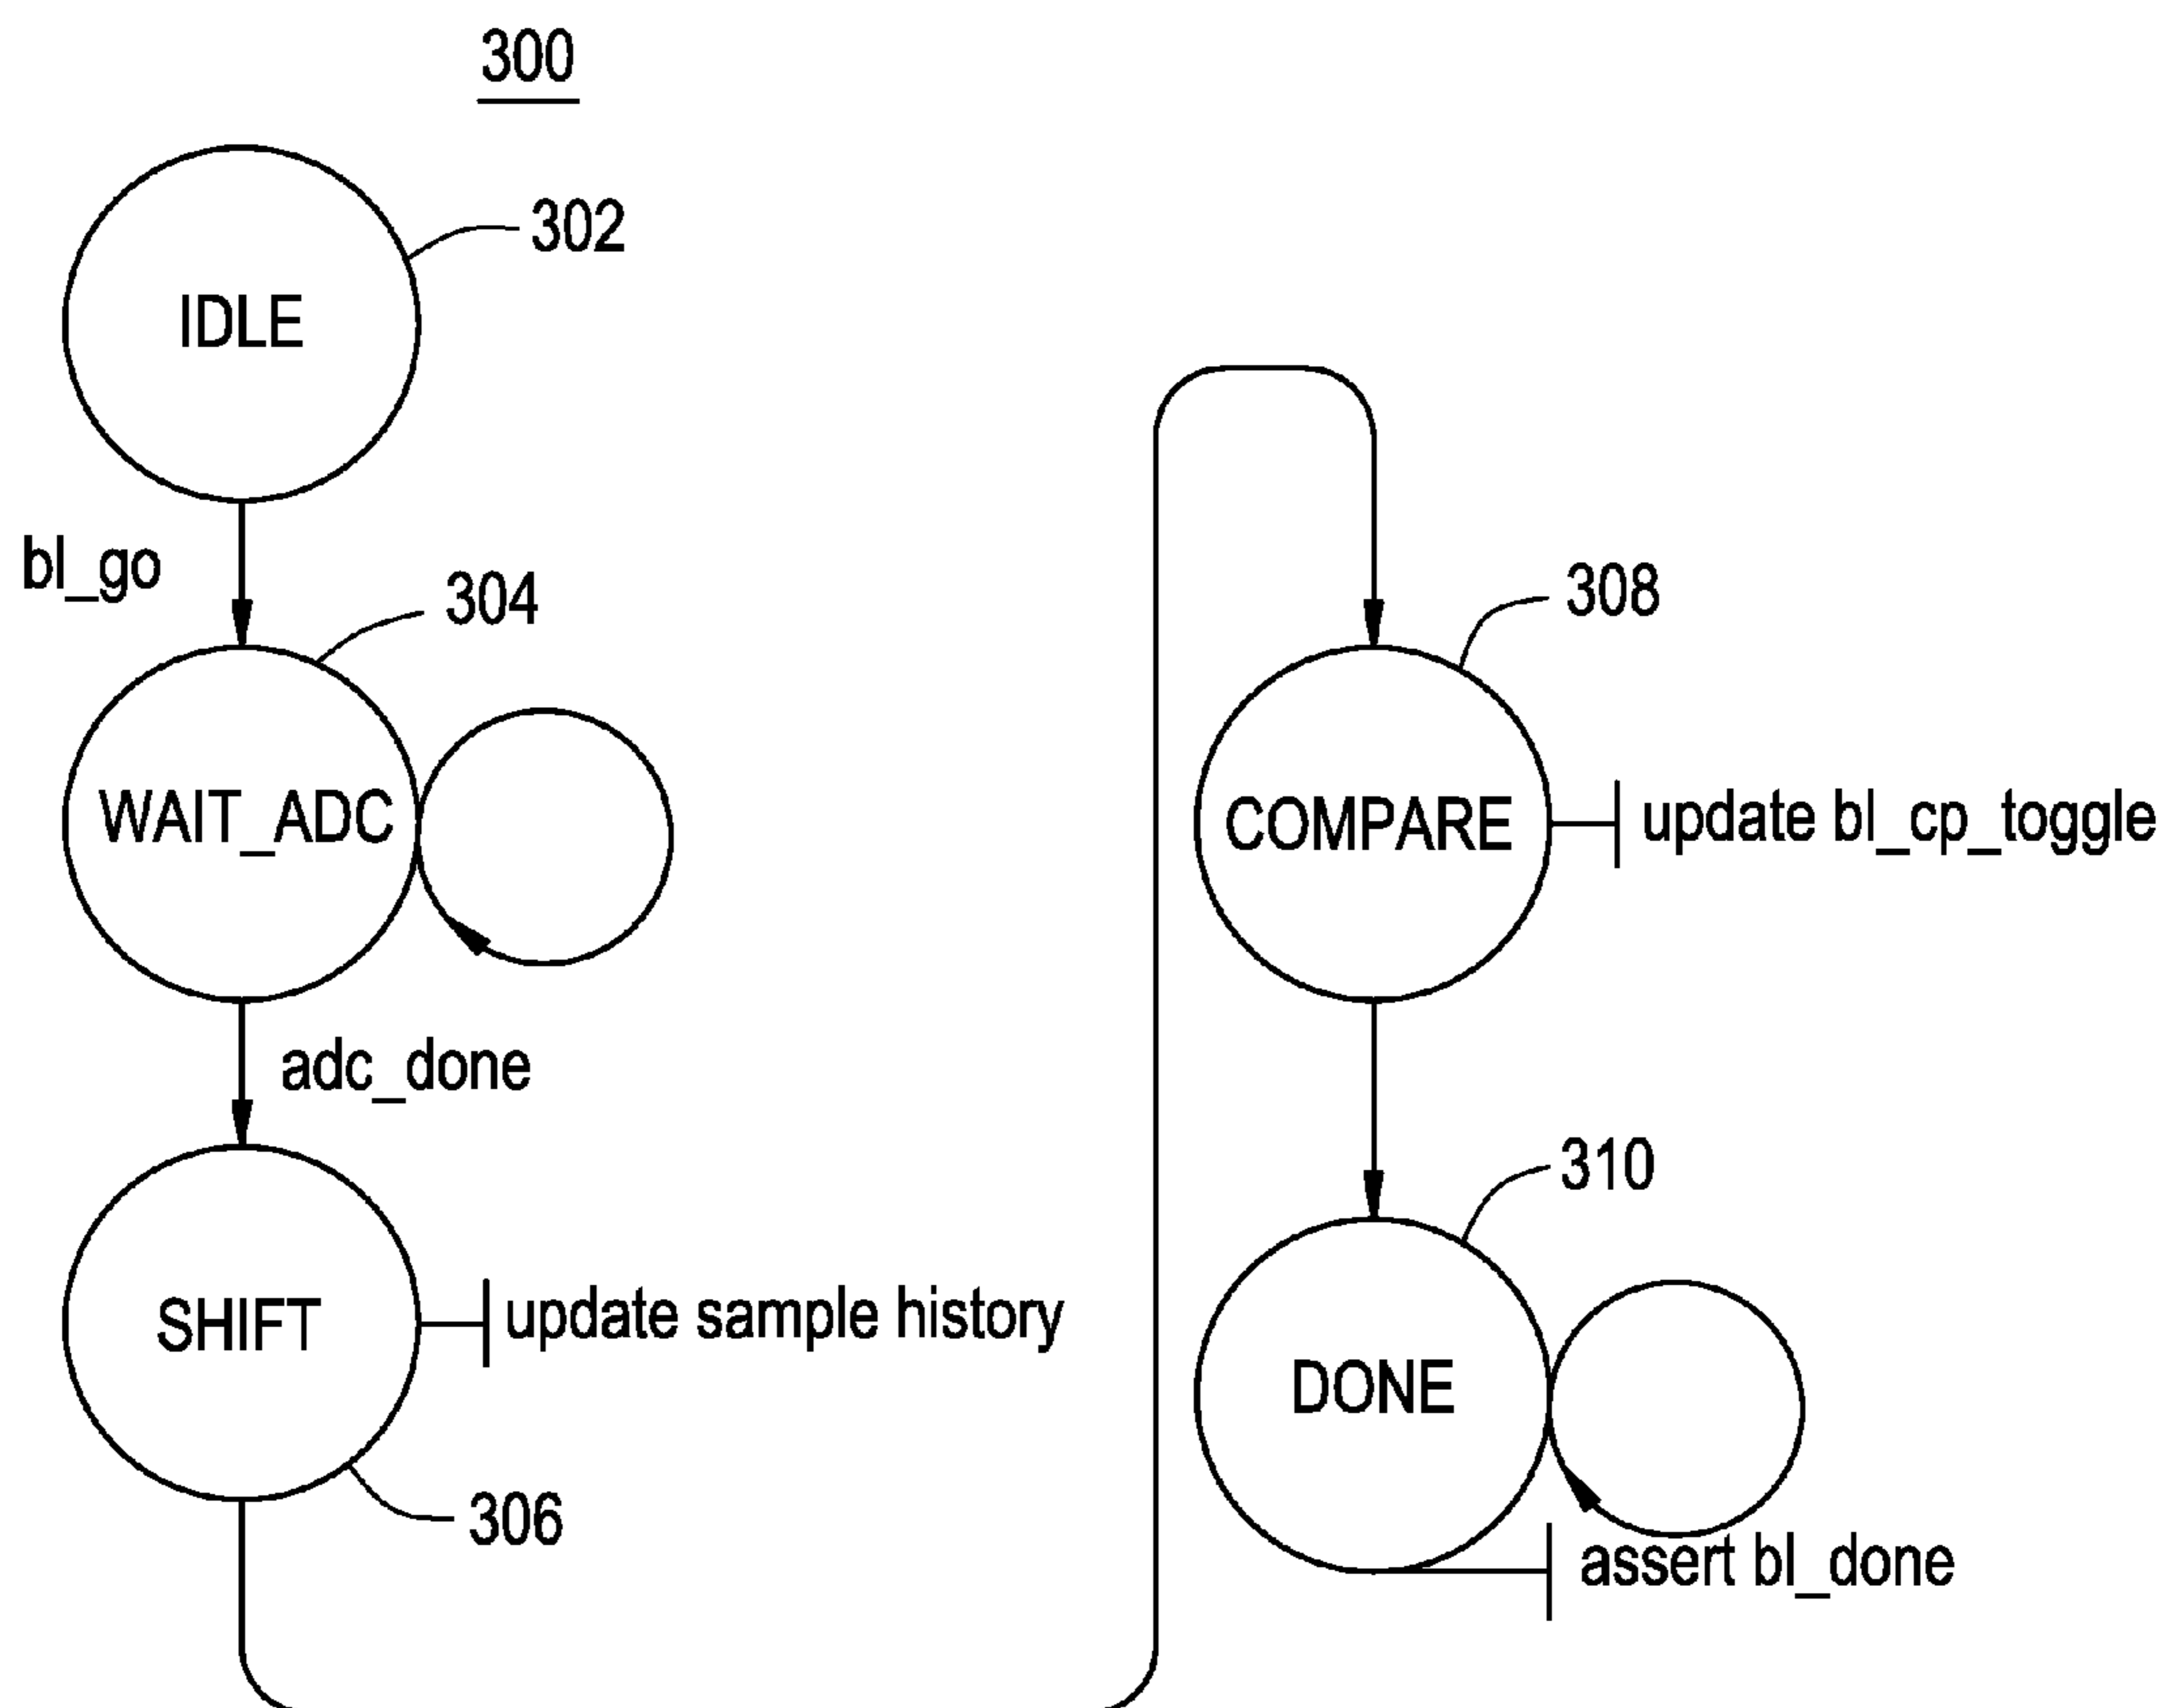 300
302
IDLE
bl_go
304
WAIT_ADC
adc_done
SHIFT
update sample history
306
308
COMPARE
update bl_cp_toggle
310
DONE
assert bl_done